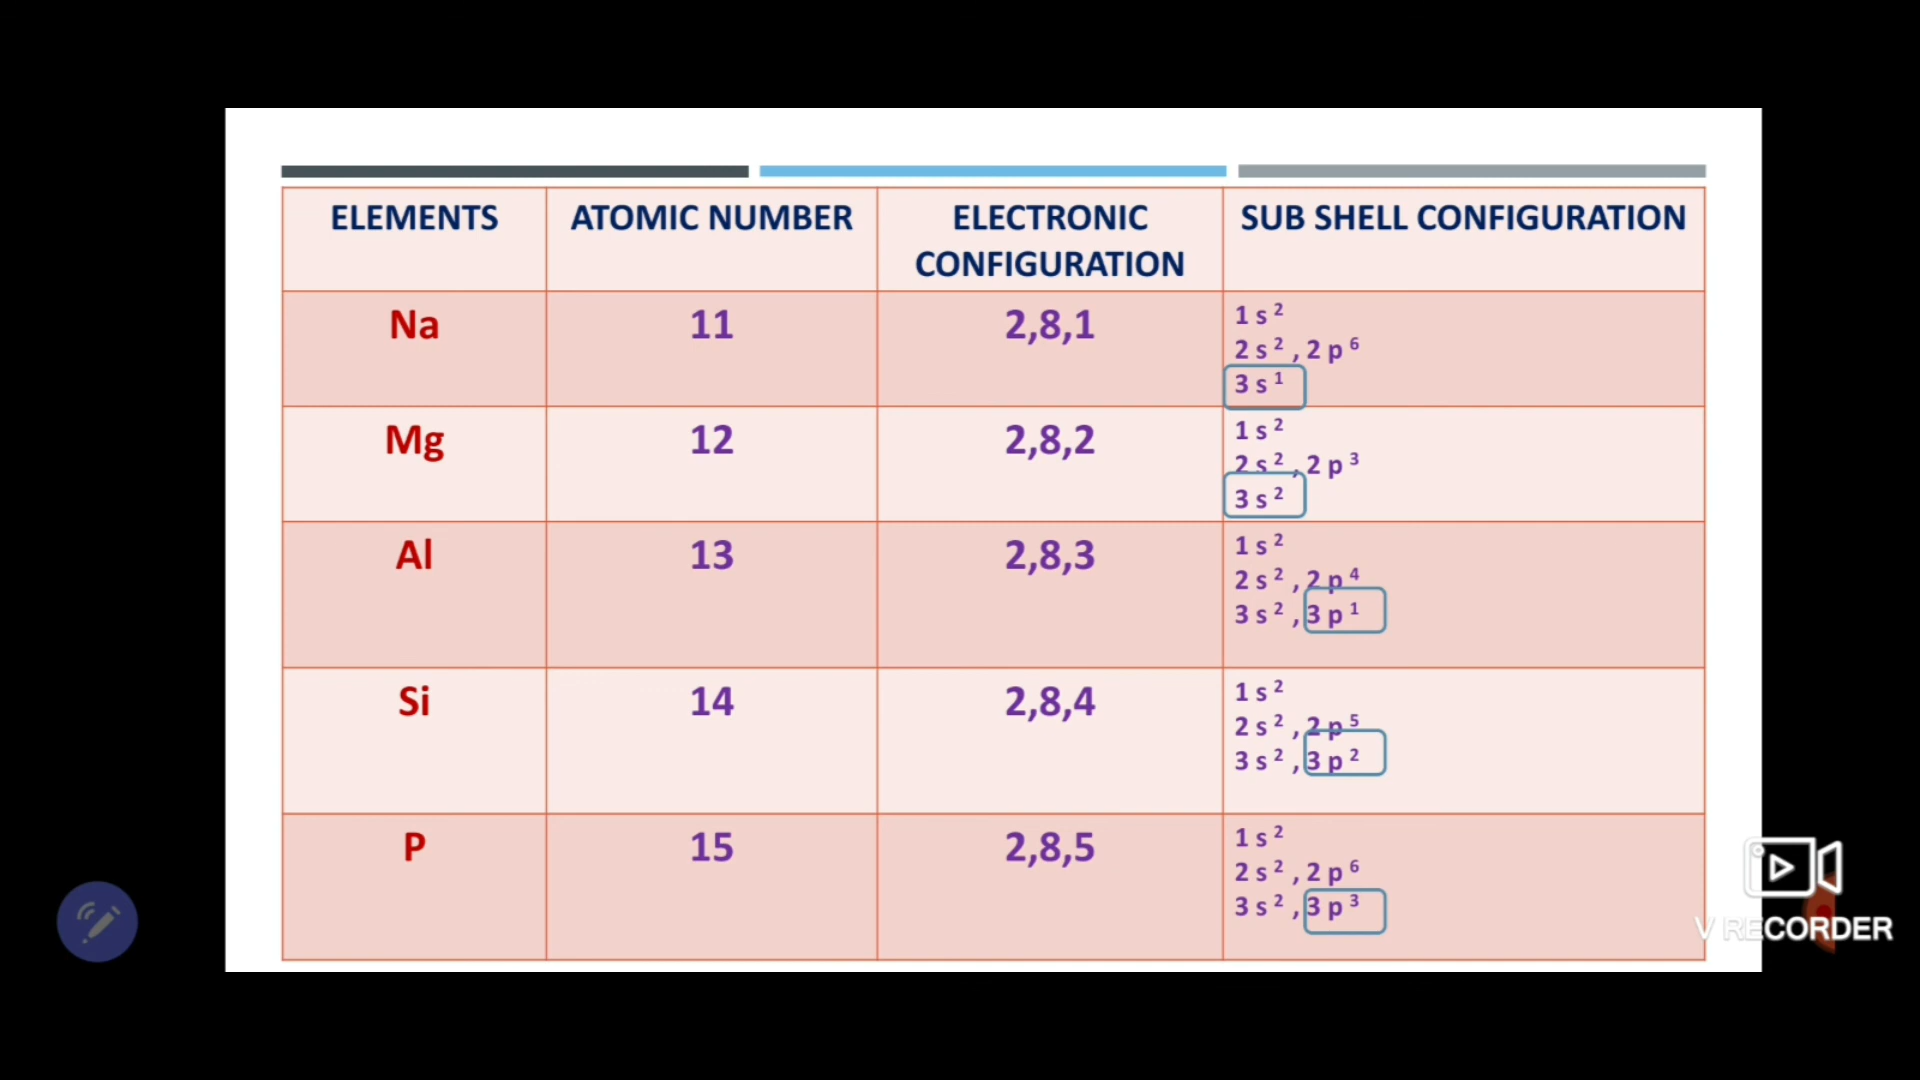 ELEMENTS ATOMIC NUMBER ELECTRONIC SUB SHELL CONFIGURATION
CONFIGURATION
Na 11 2,8,1 1 s ²
2 s ² , 2 p ⁶
3 s ¹
Mg 12 2,8,2 1 s ²
2 s ² , 2 p ³
3 s ²
Al 13 2,8,3 1 s ²
2 s ² , 2 p ⁴
3 s ² , 3 p ¹
Si 14 2,8,4 1 s ²
2 s ² , 2 p ⁵
3 s ² , 3 p ²
P 15 2,8,5 1 s ²
2 s ² , 2 p ⁶
3 s ² , 3 p ³
V RECORDER